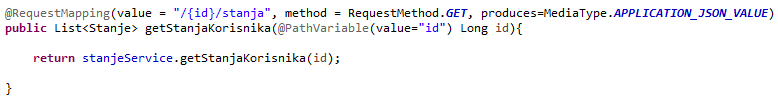 @RequestMapping(value = "/{id}/stanja", method = RequestMethod.GET, produces=MediaType.APPLICATION_JSON_VALUE)
public List<Stanje> getStanjaKorisnika(@PathVariable(value="id") Long id){
return stanjeService.getStanjaKorisnika(id);
}